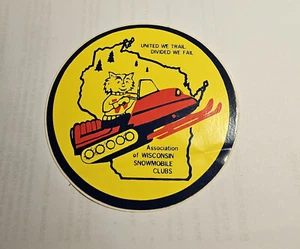 UNITED WE TRAIL
DIVIDED WE FAIL
Association
of WISCONSIN
SNOWMOBILE
CLUBS